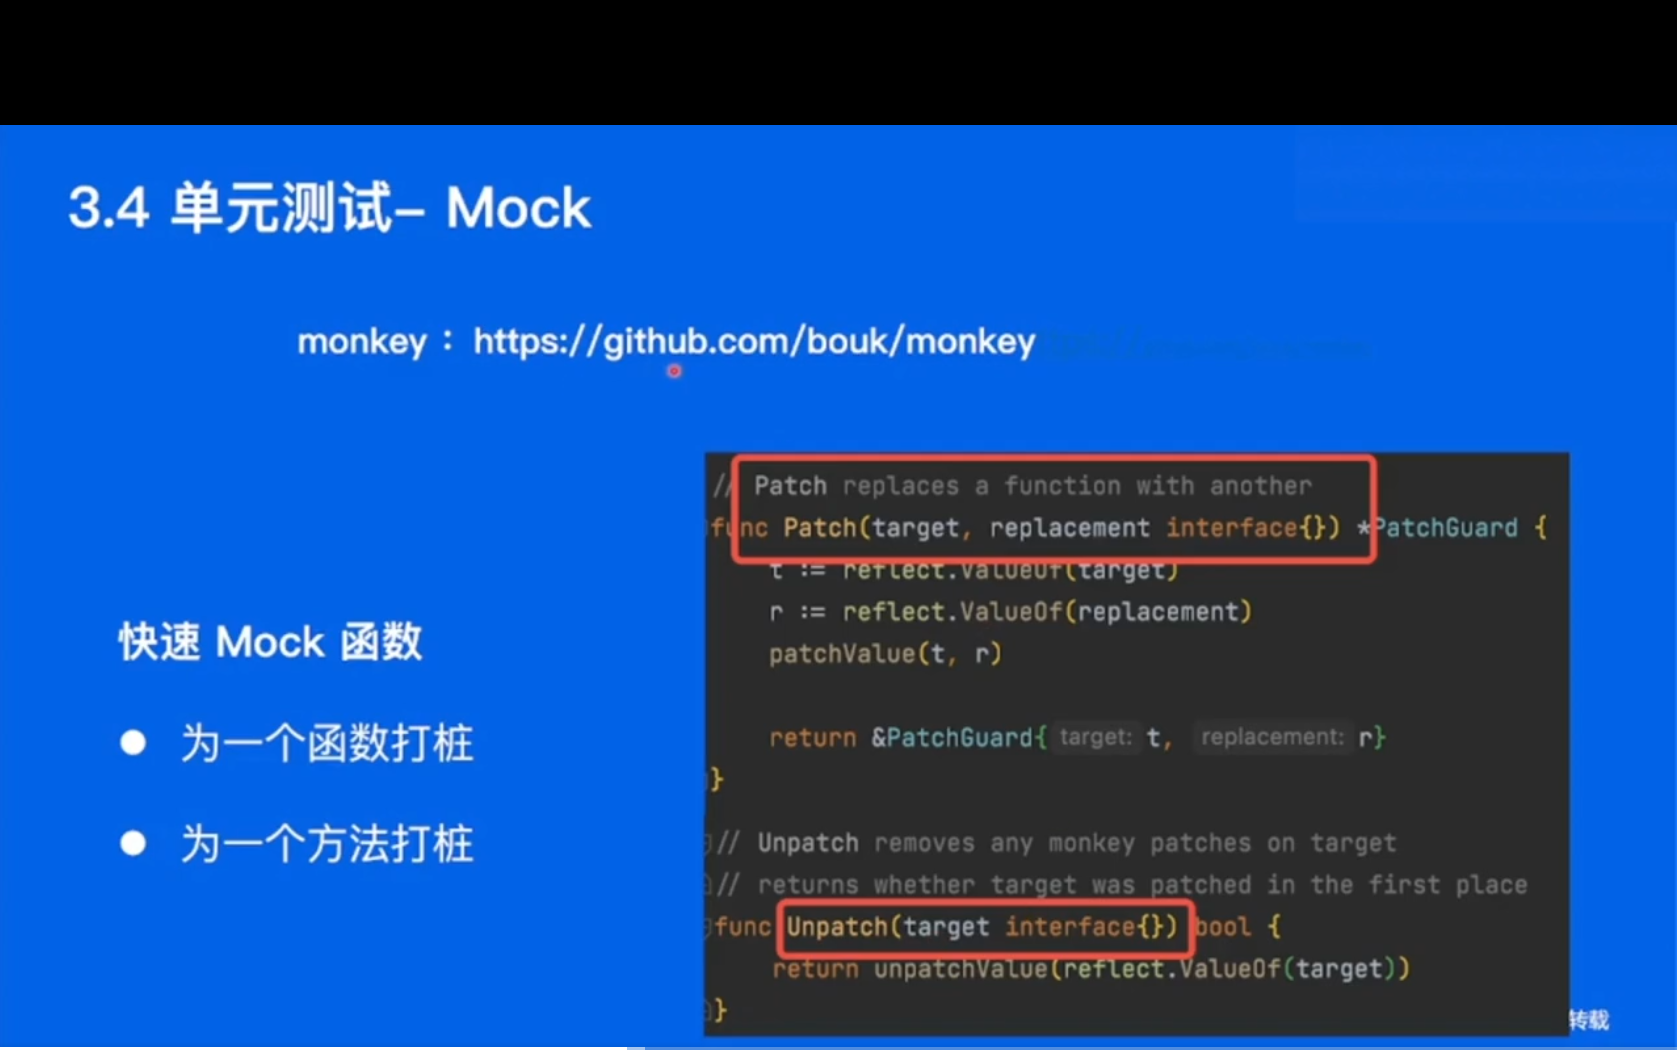 3.4 单元测试– Mock
monkey： https://github.com/bouk/monkey
快速 Mock 函数
● 为一个函数打桩
● 为一个方法打桩
// Patch replaces a function with another
func Patch(target, replacement interface{}) *PatchGuard {
t := reflect.ValueOf(target)
r := reflect.ValueOf(replacement)
patchValue(t, r)
return &PatchGuard{ target: t, replacement: r}
}
// Unpatch removes any monkey patches on target
// returns whether target was patched in the first place
func Unpatch(target interface{}) bool {
return unpatchValue(reflect.ValueOf(target))
}
转载